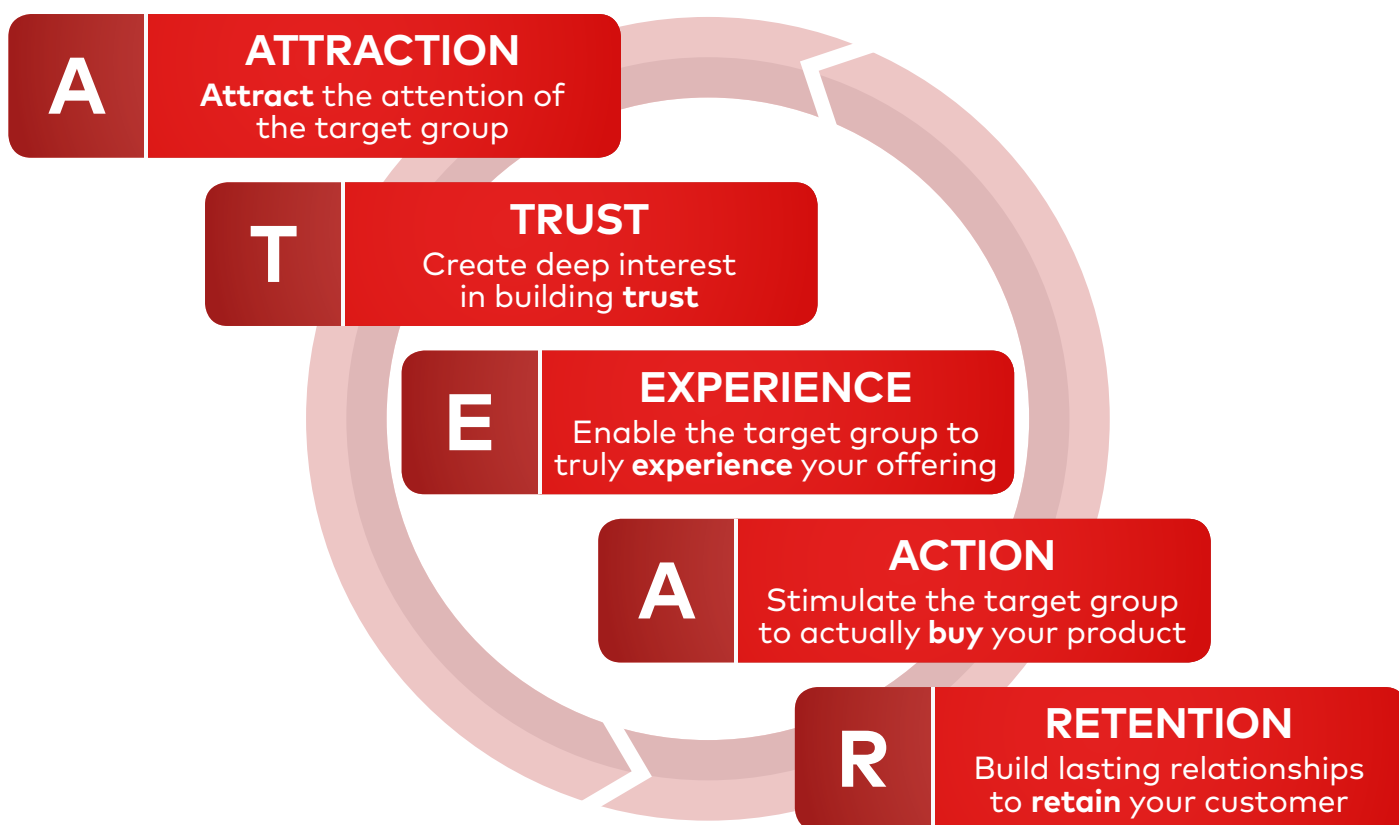 A
ATTRACTION
Attract the attention of
the target group
T
TRUST
Create deep interest
in building trust
E
EXPERIENCE
Enable the target group to
truly experience your offering
A
ACTION
Stimulate the target group
to actually buy your product
R
RETENTION
Build lasting relationships
to retain your customer